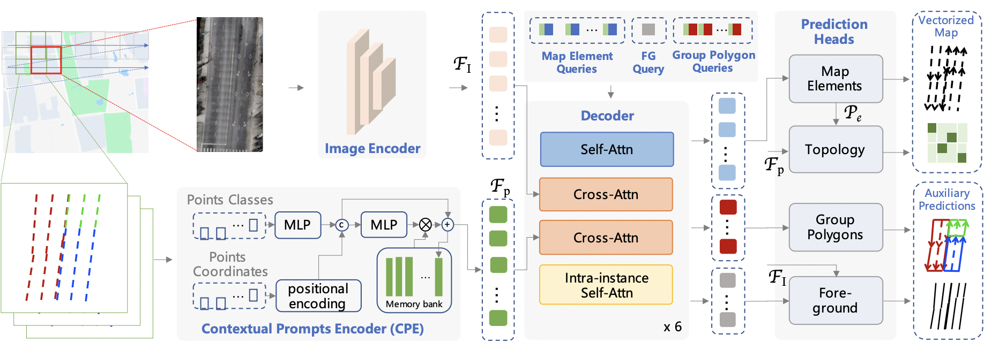 Image Encoder
ℱI
Map Element
Queries
FG
Query
Group Polygon
Queries
Decoder
Self-Attn
Cross-Attn
Cross-Attn
Intra-instance
Self-Attn
x 6
Points Classes
...
MLP
c
MLP
+
Points
Coordinates
...
positional
encoding
...
Memory bank
Contextual Prompts Encoder (CPE)
ℱp
Prediction
Heads
Map
Elements
𝒫e
Topology
ℱp
Group
Polygons
ℱI
Fore-
ground
Vectorized
Map
Auxiliary
Predictions